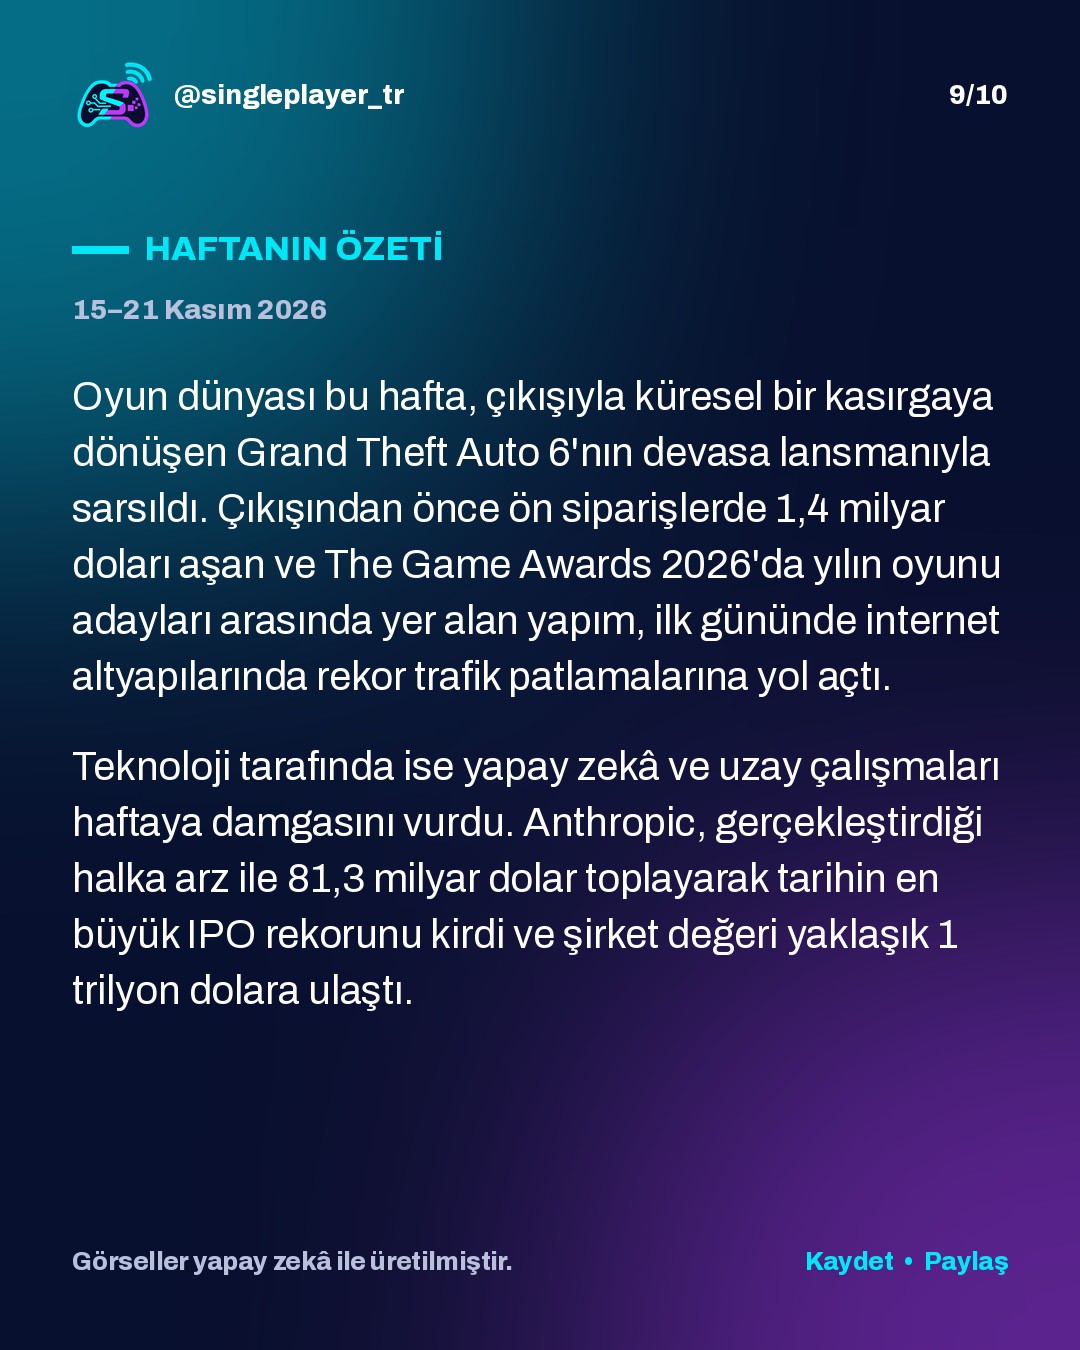 @singleplayer_tr
9/10
HAFTANIN ÖZETİ
15–21 Kasım 2026
Oyun dünyası bu hafta, çıkışıyla küresel bir kasırgaya
dönüşen Grand Theft Auto 6'nın devasa lansmanıyla
sarsıldı. Çıkışından önce ön siparişlerde 1,4 milyar
doları aşan ve The Game Awards 2026'da yılın oyunu
adayları arasında yer alan yapım, ilk gününde internet
altyapılarında rekor trafik patlamalarına yol açtı.
Teknoloji tarafında ise yapay zekâ ve uzay çalışmaları
haftaya damgasını vurdu. Anthropic, gerçekleştirdiği
halka arz ile 81,3 milyar dolar toplayarak tarihin en
büyük IPO rekorunu kirdi ve şirket değeri yaklaşık 1
trilyon dolara ulaştı.
Görseller yapay zekâ ile üretilmiştir.
Kaydet • Paylaş